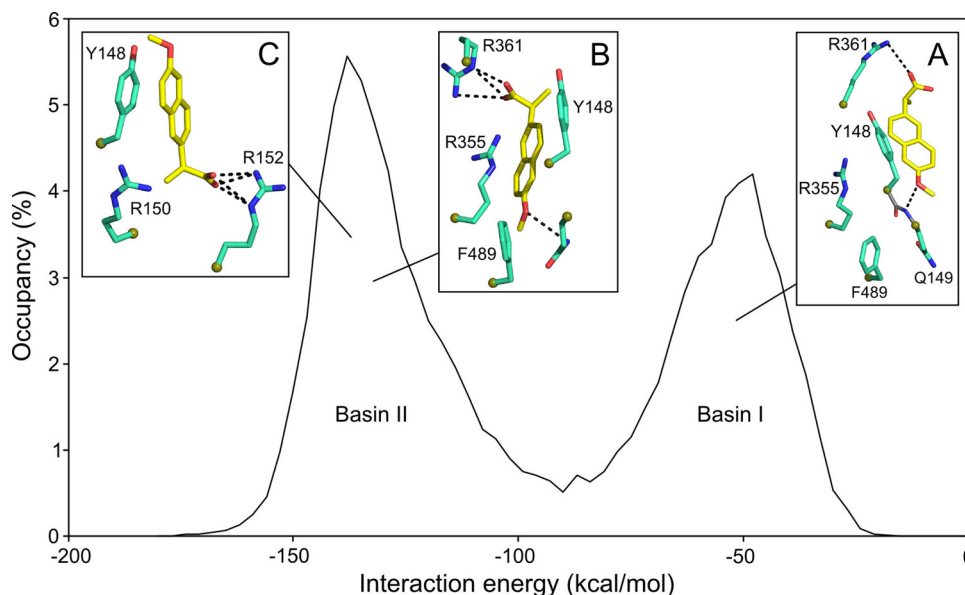 6
5
4
3
2
1
0
Occupancy (%)
-200
-150
-100
-50
0
Interaction energy (kcal/mol)
Basin II
Basin I
C
Y148
R152
R150
B
R361
Y148
R355
F489
A
R361
Y148
R355
F489
Q149